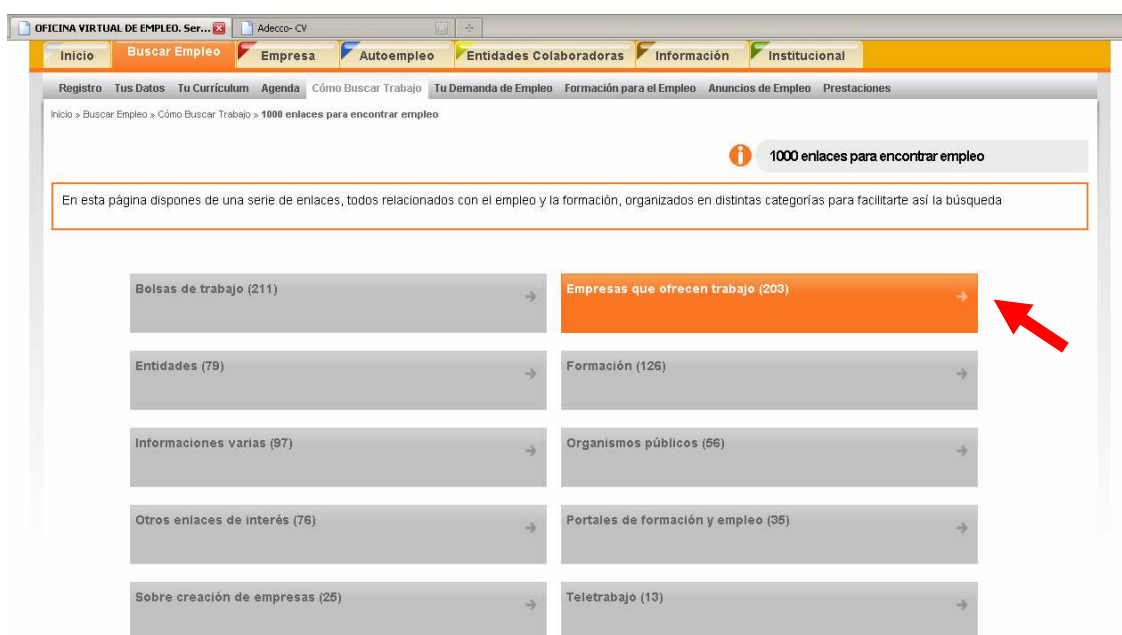 OFICINA VIRTUAL DE EMPLEO. Ser... Adecco- CV
Inicio Buscar Empleo Empresa Autoempleo Entidades Colaboradoras Información Institucional
Registro Tus Datos Tu Currículum Agenda Cómo Buscar Trabajo Tu Demanda de Empleo Formación para el Empleo Anuncios de Empleo Prestaciones
Inicio » Buscar Empleo » Cómo Buscar Trabajo » 1000 enlaces para encontrar empleo
1000 enlaces para encontrar empleo
En esta página dispones de una serie de enlaces, todos relacionados con el empleo y la formación, organizados en distintas categorías para facilitarte así la búsqueda
Bolsas de trabajo (211) Empresas que ofrecen trabajo (203)
Entidades (79) Formación (126)
Informaciones varias (97) Organismos públicos (56)
Otros enlaces de interés (76) Portales de formación y empleo (35)
Sobre creación de empresas (25) Teletrabajo (13)